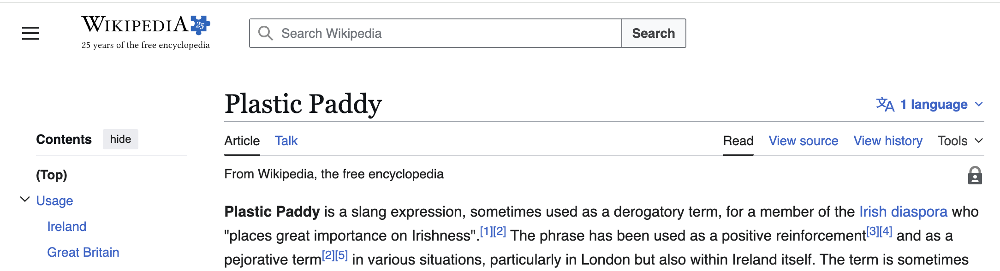 WIKIPEDIA 25
25 years of the free encyclopedia
Search Wikipedia
Search
Plastic Paddy
文A 1 language
Contents
hide
Article
Talk
Read
View source
View history
Tools
(Top)
From Wikipedia, the free encyclopedia
Usage
Ireland
Great Britain
Plastic Paddy is a slang expression, sometimes used as a derogatory term, for a member of the Irish diaspora who
"places great importance on Irishness".[1][2] The phrase has been used as a positive reinforcement[3][4] and as a
pejorative term[2][5] in various situations, particularly in London but also within Ireland itself. The term is sometimes